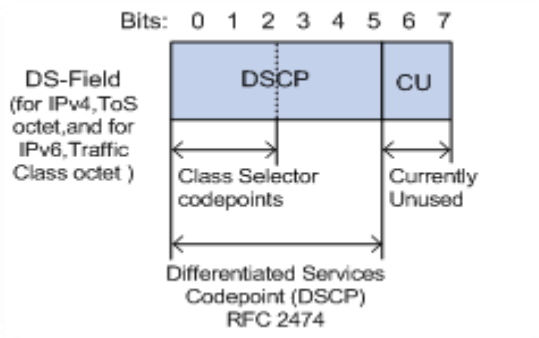 Bits: 0 1 2 3 4 5 6 7
DS-Field
(for IPv4,ToS
octet,and for
IPv6,Traffic
Class octet )
DSCP
CU
Class Selector
codepoints
Currently
Unused
Differentiated Services
Codepoint (DSCP)
RFC 2474